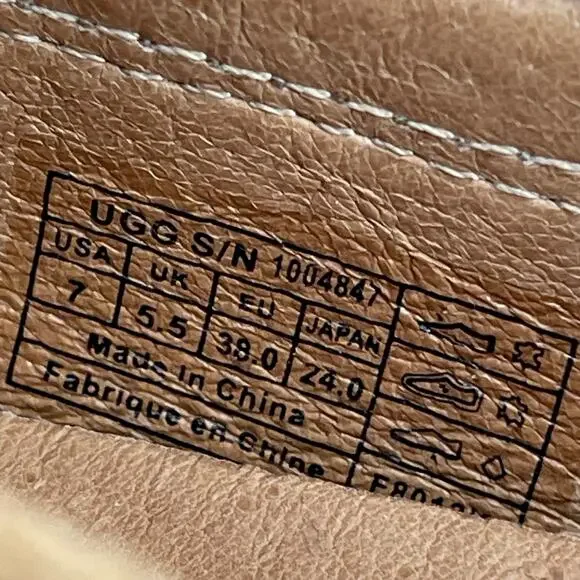 UGG S/N 1004847
USA UK EU JAPAN
7 5.5 38.0 24.0
Made in China
Fabrique en Chine